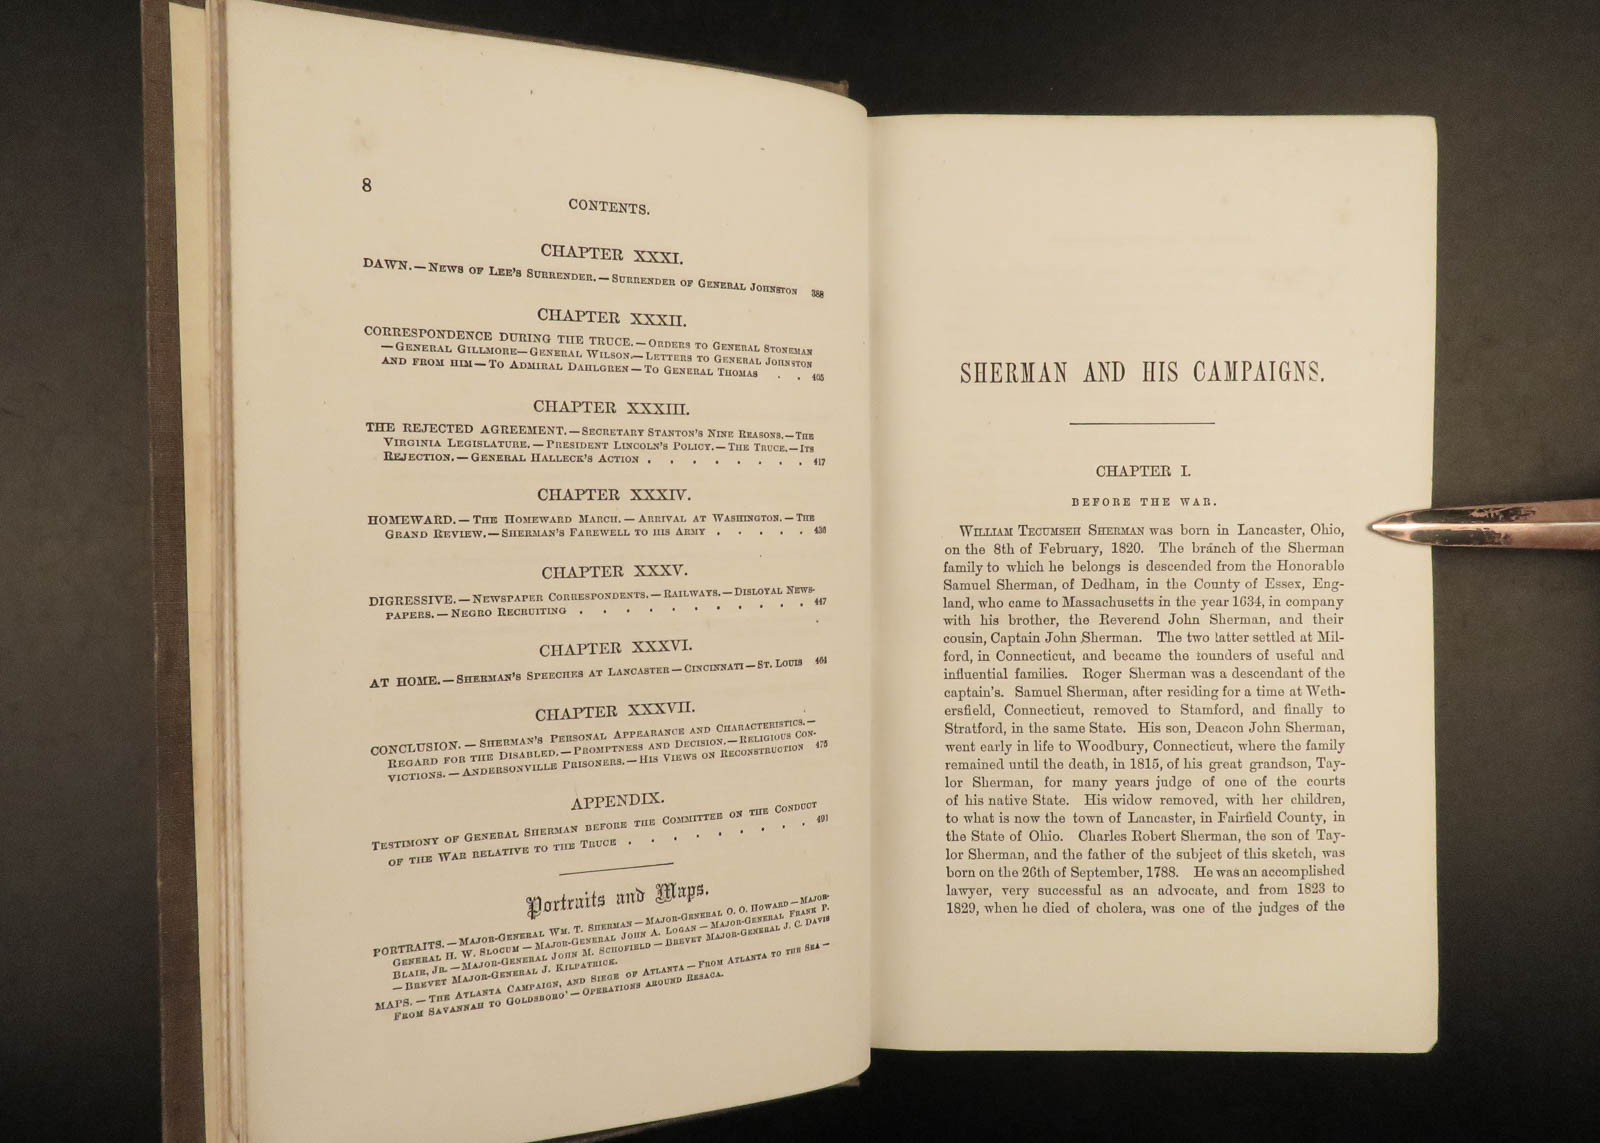 8
CONTENTS.
CHAPTER XXXI.
DAWN.—NEWS OF LEE'S SURRENDER.—SURRENDER OF GENERAL JOHNSTON 388
CHAPTER XXXII.
CORRESPONDENCE DURING THE TRUCE.—ORDERS TO GENERAL STONEMAN
—GENERAL GILLMORE—GENERAL WILSON.—LETTERS TO GENERAL JOHNSTON
AND FROM HIM—TO ADMIRAL DAHLGREN—TO GENERAL THOMAS . . 405
CHAPTER XXXIII.
THE REJECTED AGREEMENT.—SECRETARY STANTON'S NINE REASONS.—THE
VIRGINIA LEGISLATURE.—PRESIDENT LINCOLN'S POLICY.—THE TRUCE.—ITS
REJECTION.—GENERAL HALLECK'S ACTION . . . . . . . . 417
CHAPTER XXXIV.
HOMEWARD.—THE HOMEWARD MARCH.—ARRIVAL AT WASHINGTON.—THE
GRAND REVIEW.—SHERMAN'S FAREWELL TO HIS ARMY . . . . . 436
CHAPTER XXXV.
DIGRESSIVE.—NEWSPAPER CORRESPONDENTS.—RAILWAYS.—DISLOYAL NEWS-
PAPERS.—NEGRO RECRUITING . . . . . . . . . . . 447
CHAPTER XXXVI.
AT HOME.—SHERMAN'S SPEECHES AT LANCASTER—CINCINNATI—ST. LOUIS 464
CHAPTER XXXVII.
CONCLUSION.—SHERMAN'S PERSONAL APPEARANCE AND CHARACTERISTICS.—
REGARD FOR THE DISABLED.—PROMPTNESS AND DECISION.—RELIGIOUS CON-
VICTIONS.—ANDERSONVILLE PRISONERS.—HIS VIEWS ON RECONSTRUCTION 475
APPENDIX.
TESTIMONY OF GENERAL SHERMAN BEFORE THE COMMITTEE ON THE CONDUCT
OF THE WAR RELATIVE TO THE TRUCE . . . . . . . . . 491
Portraits and Maps.
PORTRAITS.—MAJOR-GENERAL WM. T. SHERMAN—MAJOR-GENERAL O. O. HOWARD—MAJOR-
GENERAL H. W. SLOCUM—MAJOR-GENERAL JOHN A. LOGAN—MAJOR-GENERAL FRANK P.
BLAIR, JR.—MAJOR-GENERAL JOHN M. SCHOFIELD—BREVET MAJOR-GENERAL J. C. DAVIS
—BREVET MAJOR-GENERAL J. KILPATRICK.
MAPS.—THE ATLANTA CAMPAIGN, AND SIEGE OF ATLANTA—FROM ATLANTA TO THE SEA—
FROM SAVANNAH TO GOLDSBORO'—OPERATIONS AROUND RESACA.
SHERMAN AND HIS CAMPAIGNS.
CHAPTER I.
BEFORE THE WAR.
WILLIAM TECUMSEH SHERMAN was born in Lancaster, Ohio,
on the 8th of February, 1820. The branch of the Sherman
family to which he belongs is descended from the Honorable
Samuel Sherman, of Dedham, in the County of Essex, Eng-
land, who came to Massachusetts in the year 1634, in company
with his brother, the Reverend John Sherman, and their
cousin, Captain John Sherman. The two latter settled at Mil-
ford, in Connecticut, and became the founders of useful and
influential families. Roger Sherman was a descendant of the
captain's. Samuel Sherman, after residing for a time at Weth-
ersfield, Connecticut, removed to Stamford, and finally to
Stratford, in the same State. His son, Deacon John Sherman,
went early in life to Woodbury, Connecticut, where the family
remained until the death, in 1815, of his great grandson, Tay-
lor Sherman, for many years judge of one of the courts
of his native State. His widow removed, with her children,
to what is now the town of Lancaster, in Fairfield County, in
the State of Ohio. Charles Robert Sherman, the son of Tay-
lor Sherman, and the father of the subject of this sketch, was
born on the 26th of September, 1788. He was an accomplished
lawyer, very successful as an advocate, and from 1823 to
1829, when he died of cholera, was one of the judges of the